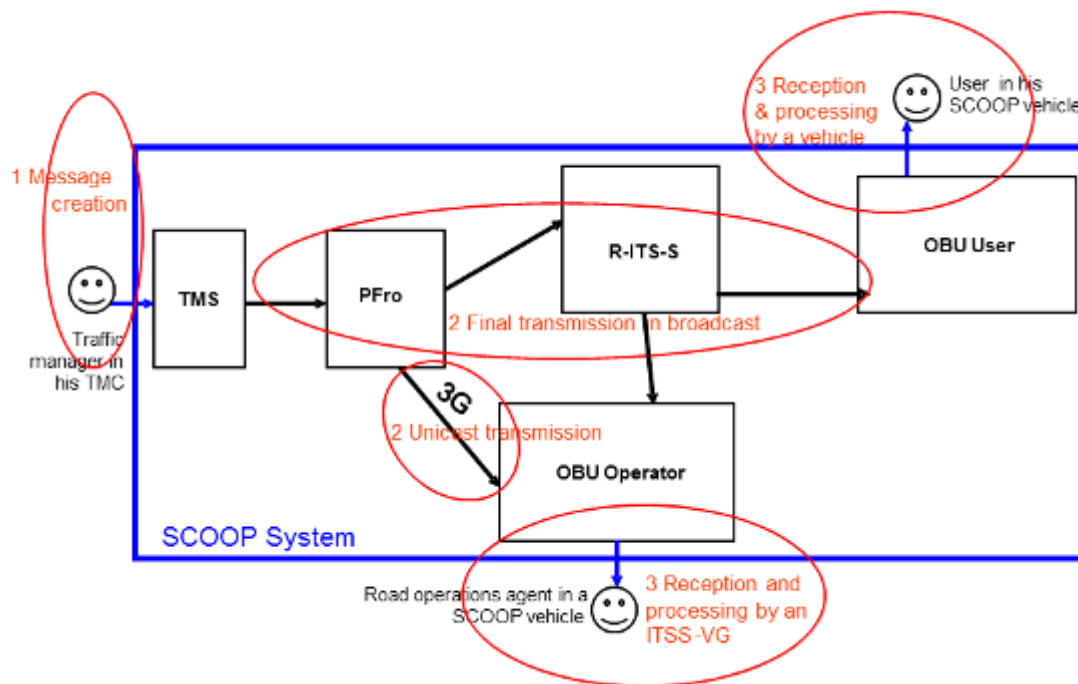 3 Reception
& processing
by a vehicle
User in his
SCOOP vehicle
1 Message
creation
R-ITS-S
OBU User
TMS
PFro
2 Final transmission in broadcast
Traffic
manager in
his TMC
3G
2 Unicast transmission
OBU Operator
SCOOP System
Road operations agent in a
SCOOP vehicle
3 Reception and
processing by an
ITSS-VG